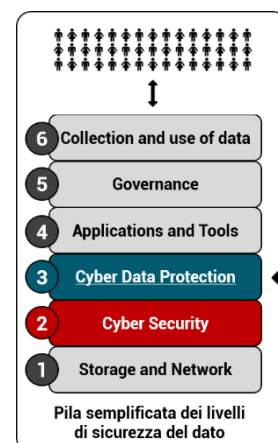 6 Collection and use of data
5 Governance
4 Applications and Tools
3 Cyber Data Protection
2 Cyber Security
1 Storage and Network
Pila semplificata dei livelli
di sicurezza del dato